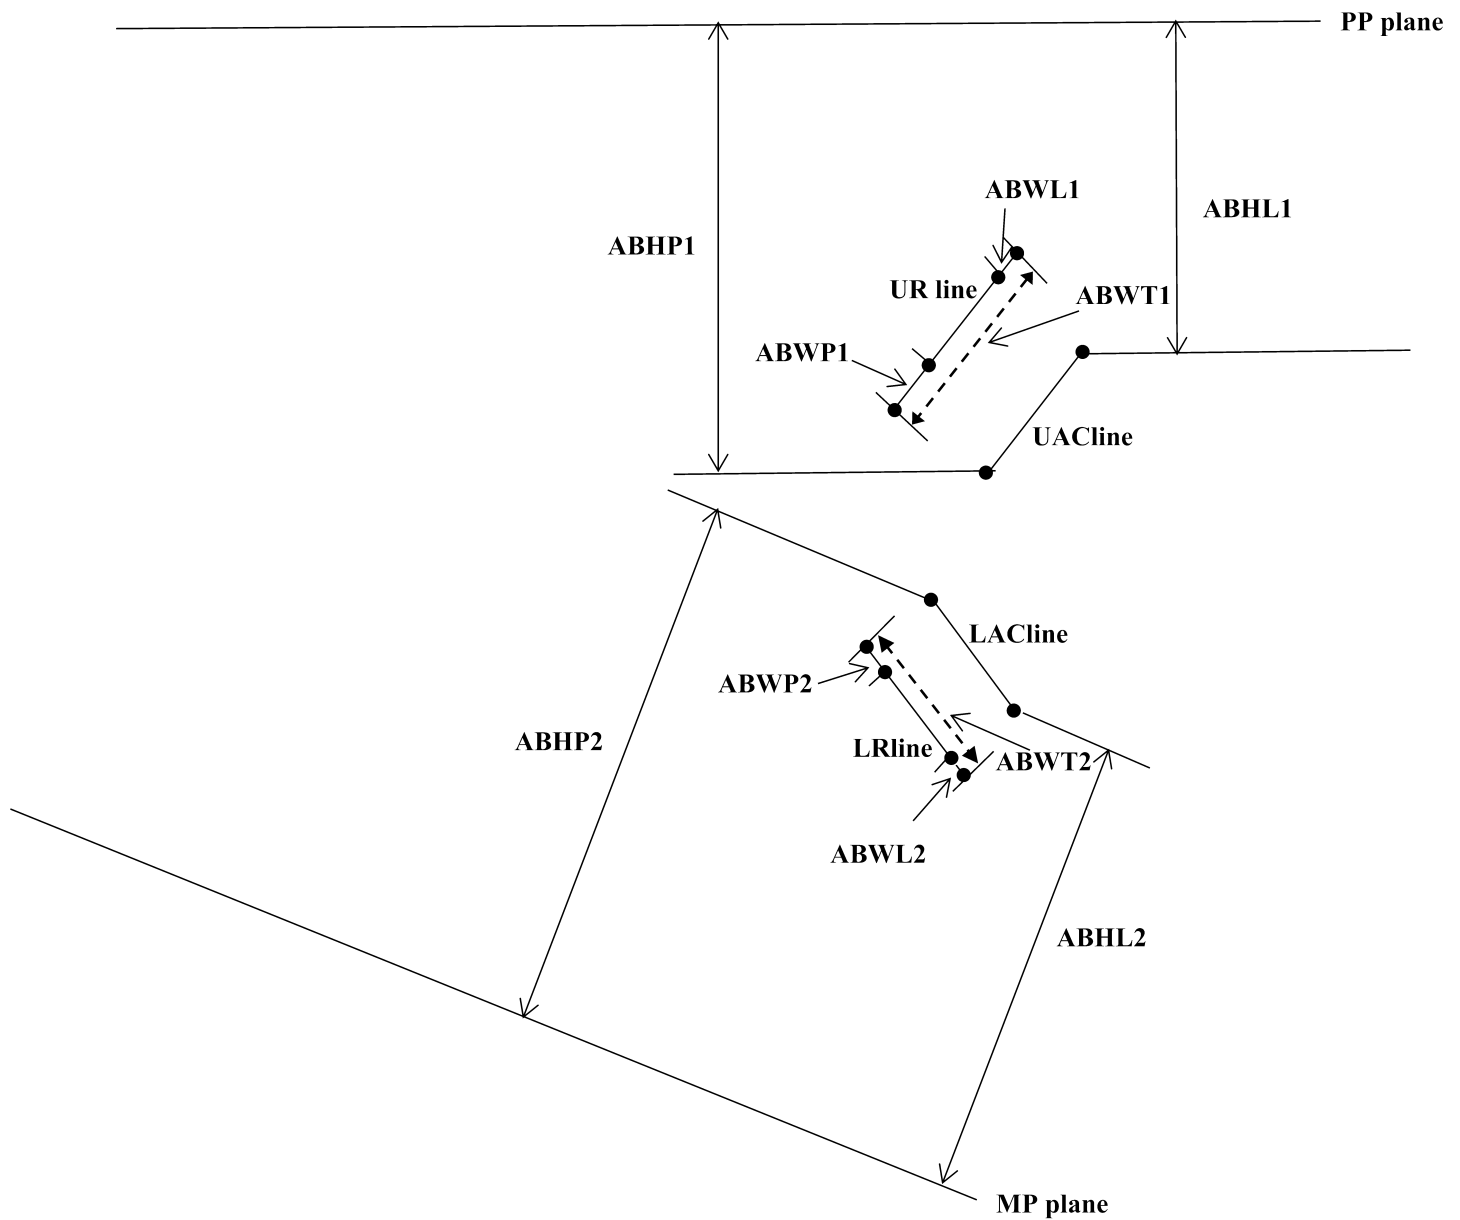 PP plane
ABWL1
ABHL1
ABHP1
UR line
ABWT1
ABWP1
UACline
LACline
ABWP2
ABHP2
LRline
ABWT2
ABWL2
ABHL2
MP plane